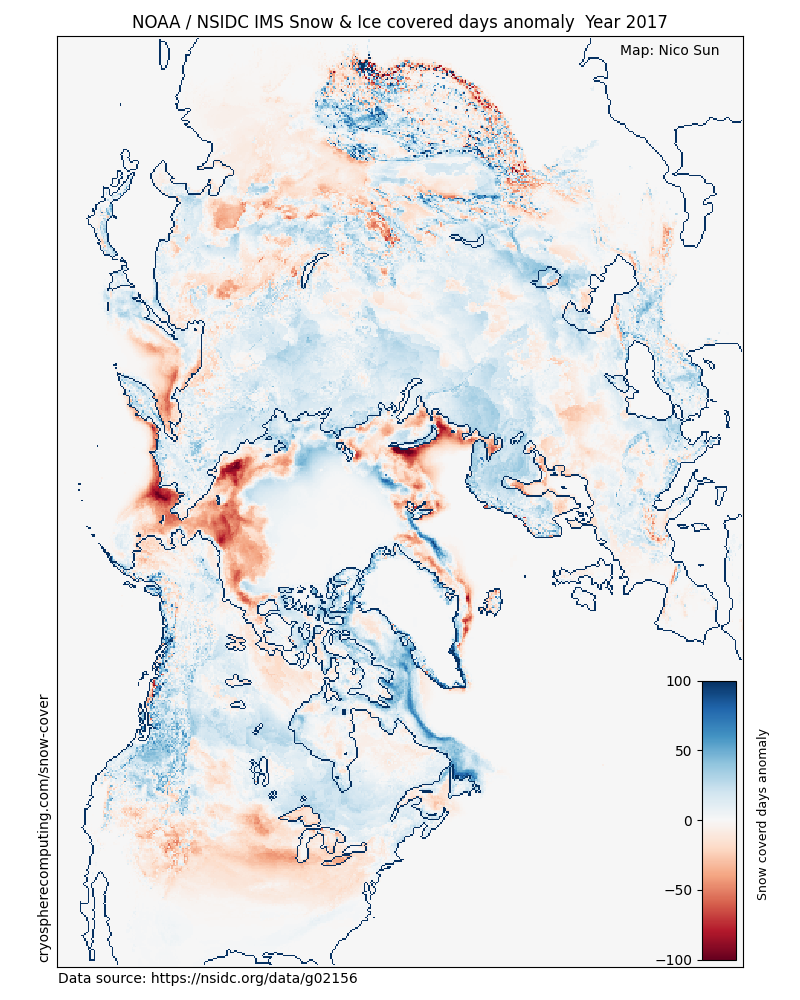 NOAA / NSIDC IMS Snow & Ice covered days anomaly  Year 2017
Map: Nico Sun
100
50
0
−50
−100
Snow coverd days anomaly
cryospherecomputing.com/snow-cover
Data source: https://nsidc.org/data/g02156